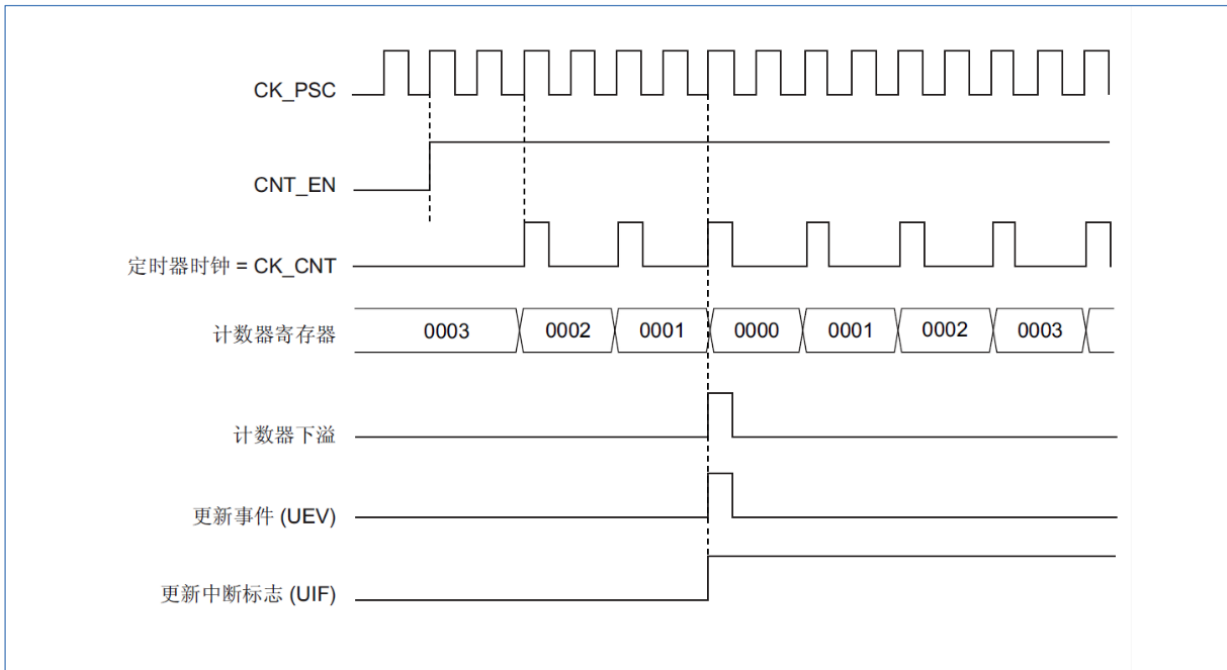 CK_PSC
CNT_EN
定时器时钟 = CK_CNT
计数器寄存器 0003 0002 0001 0000 0001 0002 0003
计数器下溢
更新事件 (UEV)
更新中断标志 (UIF)